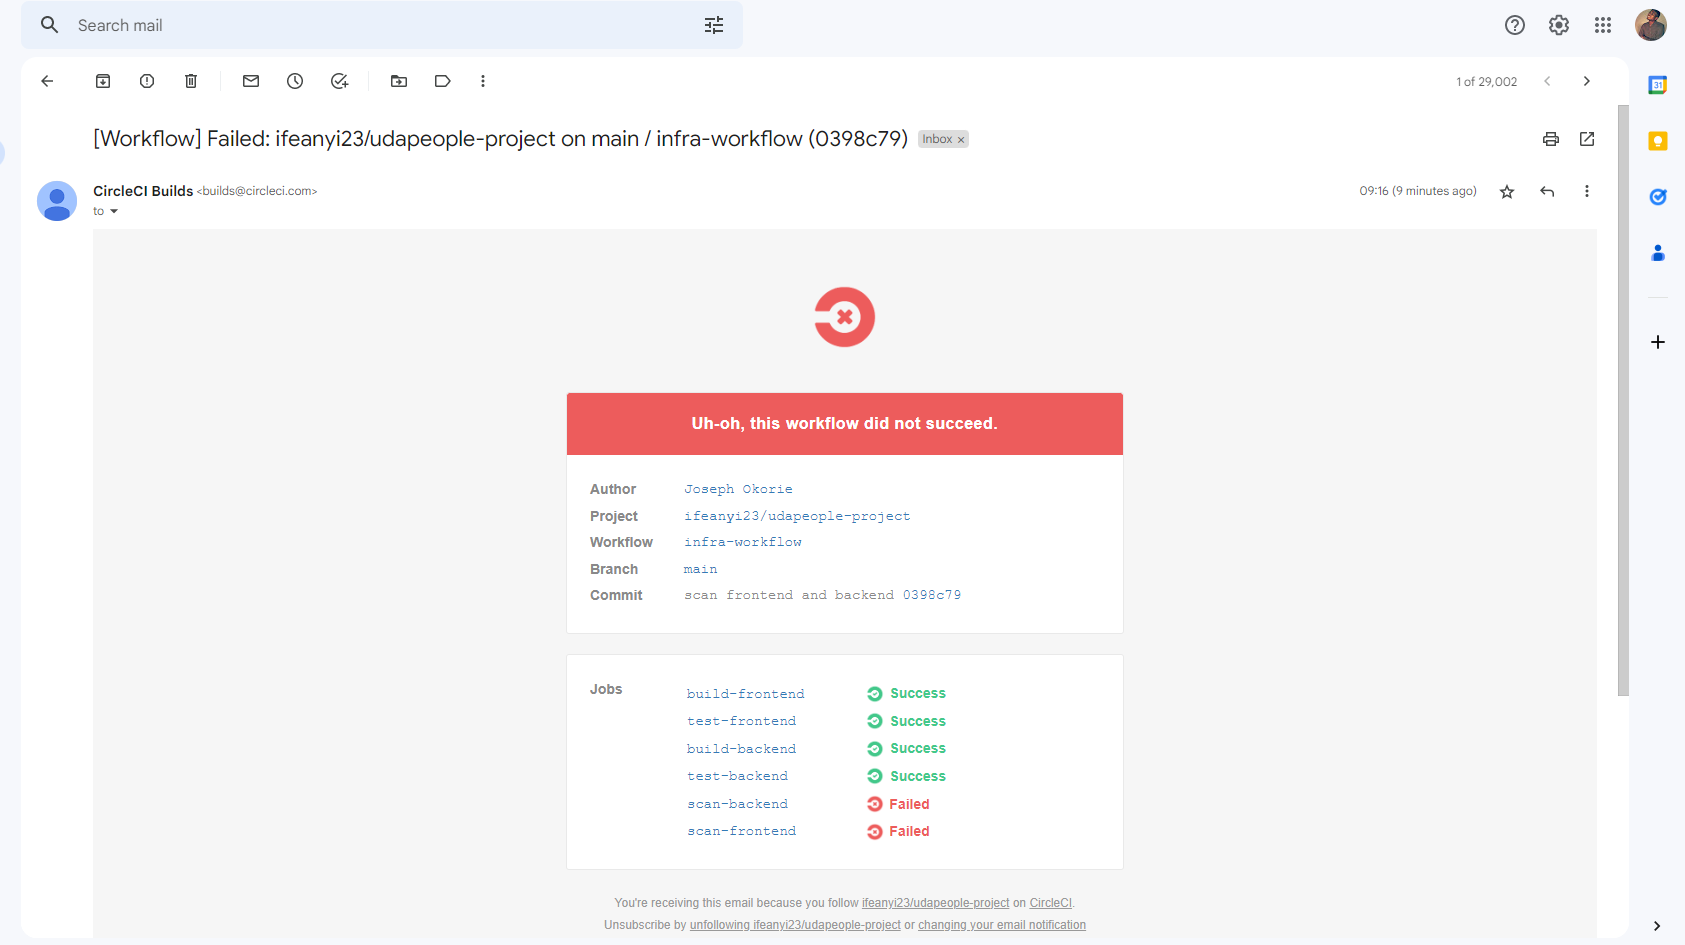 Search mail
1 of 29,002
[Workflow] Failed: ifeanyi23/udapeople-project on main / infra-workflow (0398c79) Inbox ×
CircleCI Builds <builds@circleci.com>
09:16 (9 minutes ago)
to
31
Uh-oh, this workflow did not succeed.
Author Joseph Okorie
Project ifeanyi23/udapeople-project
Workflow infra-workflow
Branch main
Commit scan frontend and backend 0398c79
Jobs build-frontend Success
test-frontend Success
build-backend Success
test-backend Success
scan-backend Failed
scan-frontend Failed
You're receiving this email because you follow ifeanyi23/udapeople-project on CircleCI.
Unsubscribe by unfollowing ifeanyi23/udapeople-project or changing your email notification